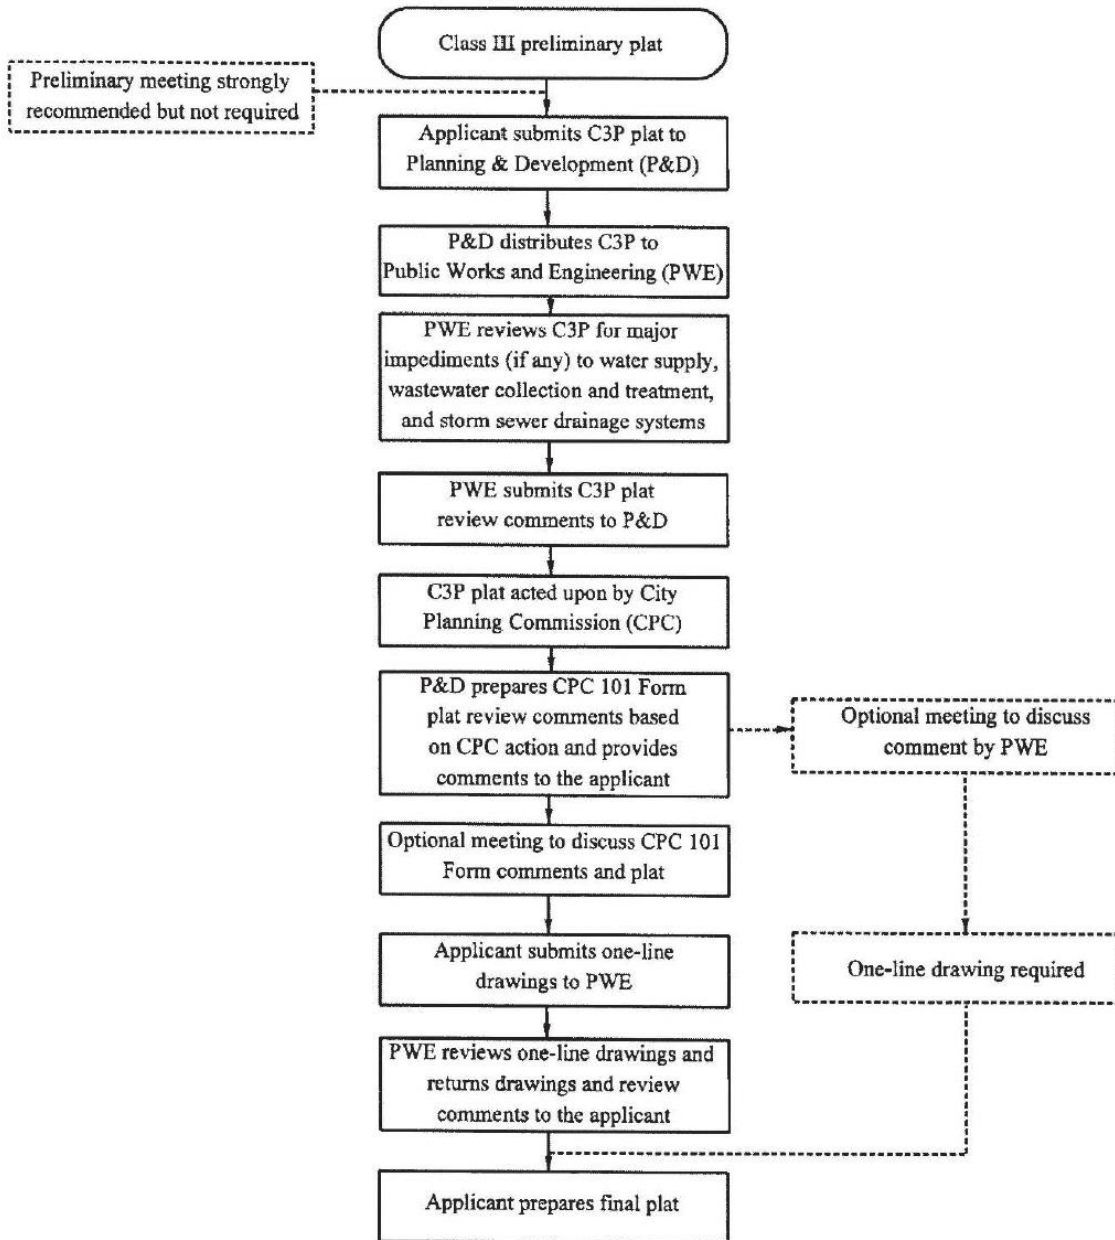 Class III preliminary plat
Preliminary meeting strongly
recommended but not required
Applicant submits C3P plat to
Planning & Development (P&D)
P&D distributes C3P to
Public Works and Engineering (PWE)
PWE reviews C3P for major
impediments (if any) to water supply,
wastewater collection and treatment,
and storm sewer drainage systems
PWE submits C3P plat
review comments to P&D
C3P plat acted upon by City
Planning Commission (CPC)
P&D prepares CPC 101 Form
plat review comments based
on CPC action and provides
comments to the applicant
Optional meeting to discuss
comment by PWE
Optional meeting to discuss CPC 101
Form comments and plat
Applicant submits one-line
drawings to PWE
One-line drawing required
PWE reviews one-line drawings and
returns drawings and review
comments to the applicant
Applicant prepares final plat